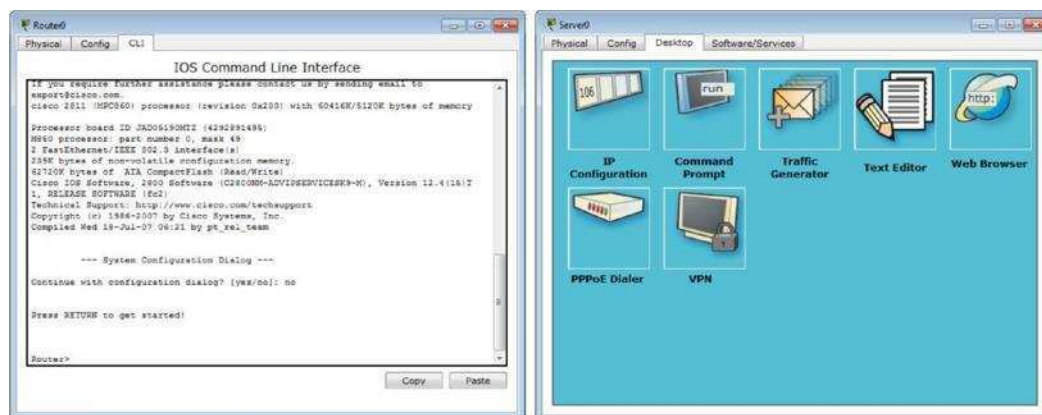 Router0
Physical Config CLI
IOS Command Line Interface
If you require further assistance please contact us by sending email to
export@cisco.com.
cisco 2811 (MPC860) processor (revision 0x200) with 60416K/5120K bytes of memory
Processor board ID JAD05190MTZ (4292891495)
M860 processor: part number 0, mask 49
2 FastEthernet/IEEE 802.3 interface(s)
239K bytes of non-volatile configuration memory.
62720K bytes of ATA CompactFlash (Read/Write)
Cisco IOS Software, 2800 Software (C2800NM-ADVIPSERVICESK9-M), Version 12.4(15)T
1, RELEASE SOFTWARE (fc2)
Technical Support: http://www.cisco.com/techsupport
Copyright (c) 1986-2007 by Cisco Systems, Inc.
Compiled Wed 18-Jul-07 06:21 by pt_rel_team
--- System Configuration Dialog ---
Continue with configuration dialog? [yes/no]: no
Press RETURN to get started!
Router>
Copy Paste
Server0
Physical Config Desktop Software/Services
106
run
http:
IP Configuration
Command Prompt
Traffic Generator
Text Editor
Web Browser
PPPoE Dialer
VPN